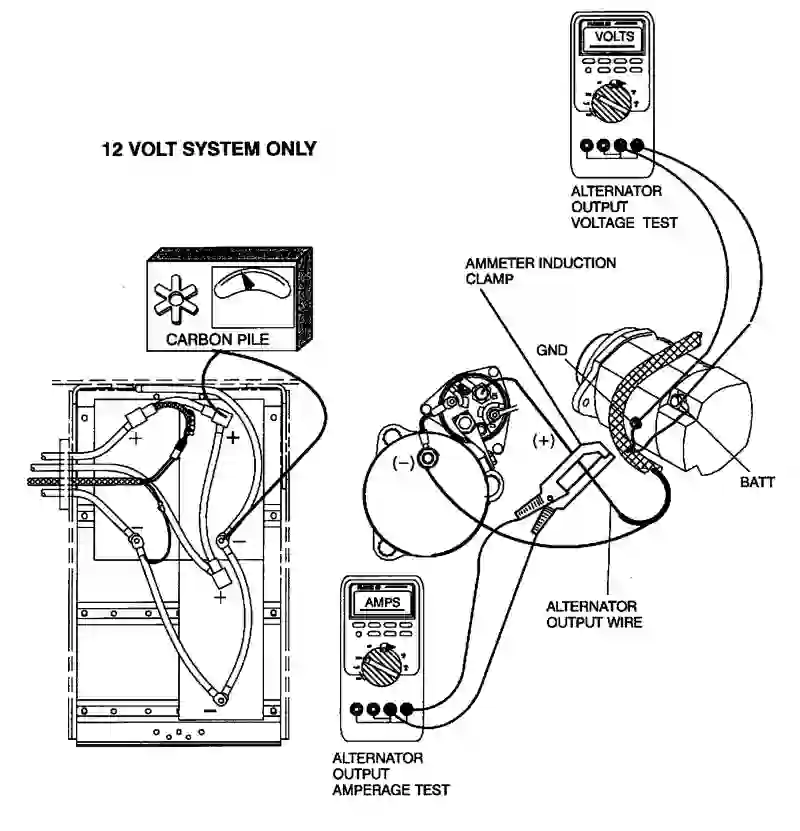 VOLTS
12 VOLT SYSTEM ONLY
ALTERNATOR
OUTPUT
VOLTAGE TEST
AMMETER INDUCTION
CLAMP
CARBON PILE
GND
+
+
(+)
(−)
BATT
−
−
+
AMPS
ALTERNATOR
OUTPUT WIRE
−
ALTERNATOR
OUTPUT
AMPERAGE TEST